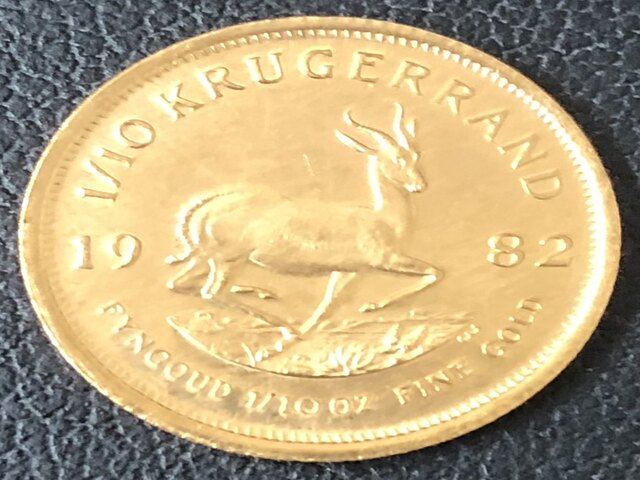 1/10 KRUGERRAND
19 82
FYNGOUD 1/10 OZ FINE GOLD